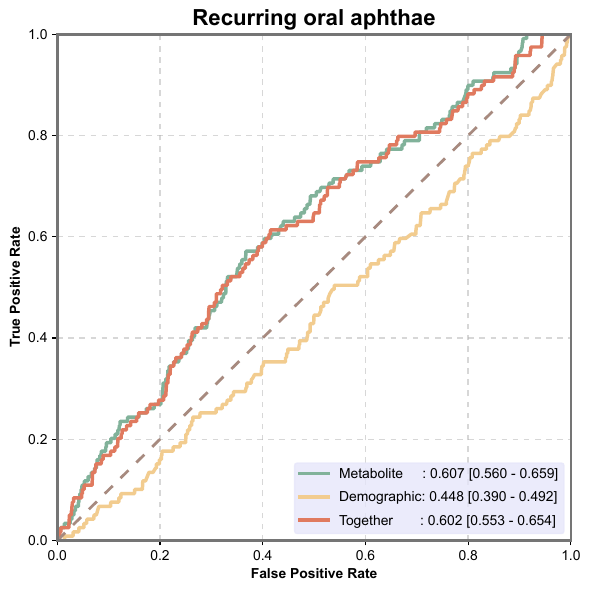 Recurring oral aphthae
True Positive Rate
1.0
0.8
0.6
0.4
0.2
0.0
Metabolite : 0.607 [0.560 - 0.659]
Demographic: 0.448 [0.390 - 0.492]
Together : 0.602 [0.553 - 0.654]
0.0 0.2 0.4 0.6 0.8 1.0
False Positive Rate